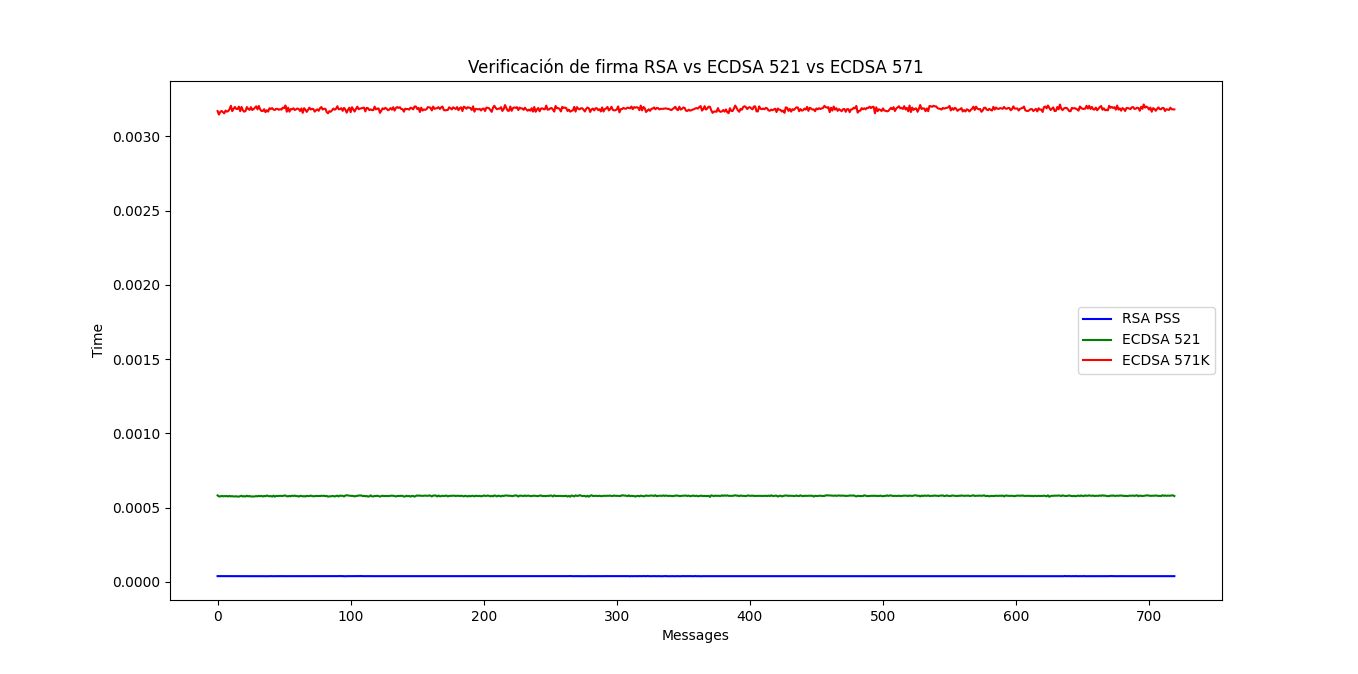 Verificación de firma RSA vs ECDSA 521 vs ECDSA 571
0.0030
0.0025
0.0020
0.0015
0.0010
0.0005
0.0000
Time
RSA PSS
ECDSA 521
ECDSA 571K
0 100 200 300 400 500 600 700
Messages